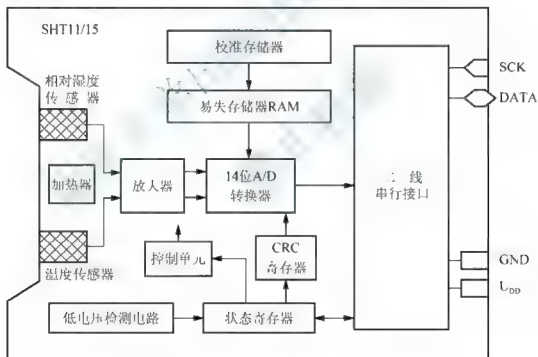 SHT11/15
校准存储器
SCK
相对湿度
传感器
易失存储器RAM
DATA
加热器
放大器
14位A/D
转换器
二线
串行接口
CRC
寄存器
控制单元
温度传感器
GND
低电压检测电路
状态寄存器
U_DD